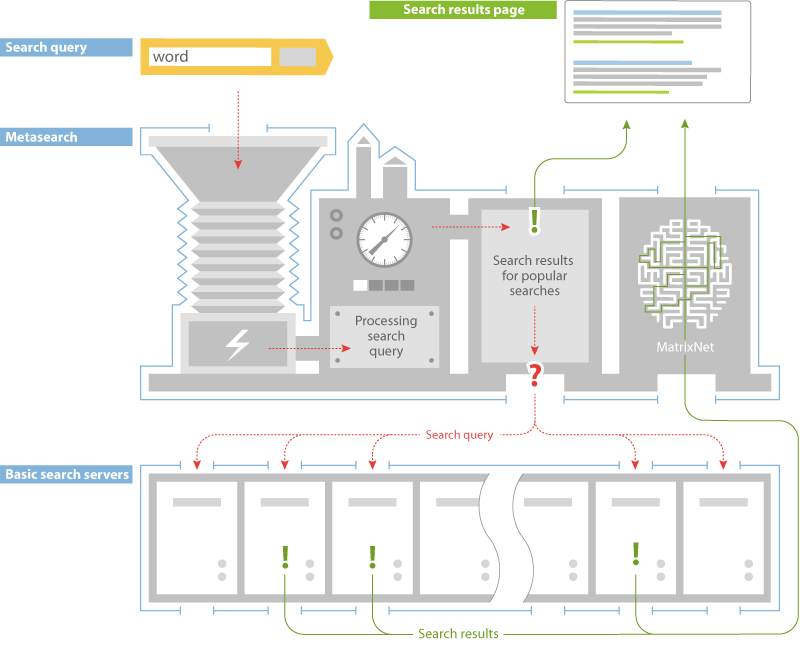 Search results page
Search query
word
Metasearch
Search results
for popular
searches
Processing
search
query
MatrixNet
?
Search query
Basic search servers
!
!
!
!
Search results